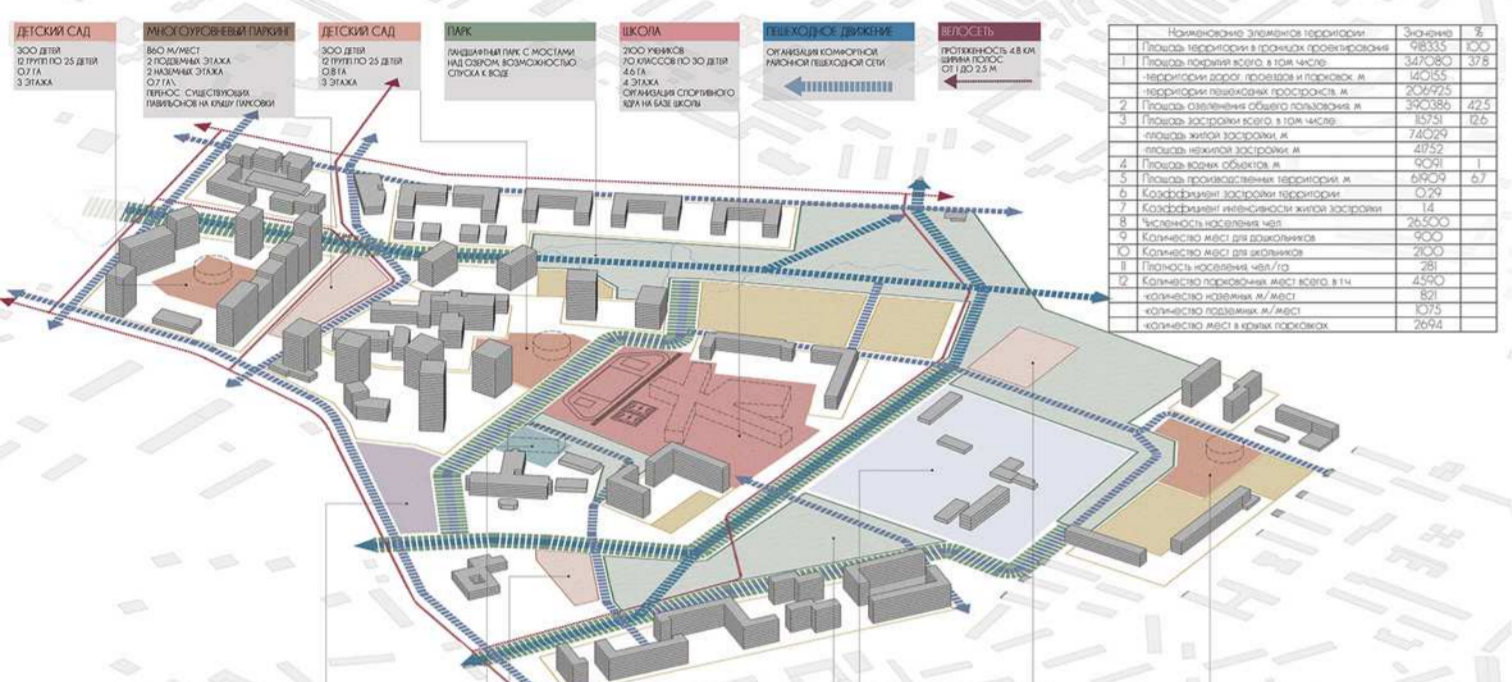 ДЕТСКИЙ САД
300 ДЕТЕЙ
12 ГРУПП ПО 25 ДЕТЕЙ
0.7 ГА
3 ЭТАЖА
МНОГОУРОВНЕВЫЙ ПАРКИНГ
860 М/МЕСТ
2 ПОДЗЕМНЫХ ЭТАЖА
2 НАЗЕМНЫХ ЭТАЖА
0.7 ГА\
ПЕРЕНОС СУЩЕСТВУЮЩИХ
ПАВИЛЬОНОВ НА КРЫШУ ПАРКОВКИ
ДЕТСКИЙ САД
300 ДЕТЕЙ
12 ГРУПП ПО 25 ДЕТЕЙ
0.8 ГА
3 ЭТАЖА
ПАРК
ЛАНДШАФТНЫЙ ПАРК С МОСТАМИ
НАД ОЗЕРОМ, ВОЗМОЖНОСТЬЮ
СПУСКА К ВОДЕ
ШКОЛА
2100 УЧЕНИКОВ
70 КЛАССОВ ПО 30 ДЕТЕЙ
4.6 ГА
4 ЭТАЖА
ОРГАНИЗАЦИЯ СПОРТИВНОГО
ЯДРА НА БАЗЕ ШКОЛЫ
ПЕШЕХОДНОЕ ДВИЖЕНИЕ
ОРГАНИЗАЦИЯ КОМФОРТНОЙ
РАЙОННОЙ ПЕШЕХОДНОЙ СЕТИ
ВЕЛОСЕТЬ
ПРОТЯЖЕННОСТЬ 4.8 КМ
ШИРИНА ПОЛОС
ОТ 1 ДО 2.5 М
Наименование элементов территории Значение %
Площадь территории в границах проектирования 918335 100
1 Площадь покрытий всего, в том числе: 347080 37.8
-территории дорог, проездов и парковок, м 140155
-территории пешеходных пространств, м 206925
2 Площадь озеленения общего пользования, м 390386 42.5
3 Площадь застройки всего, в том числе: 115751 12.6
-площадь жилой застройки, м 74029
-площадь нежилой застройки, м 41752
4 Площадь водных объектов, м 9091 1
5 Площадь производственных территорий, м 61909 6.7
6 Коэффициент застройки территории 0.29
7 Коэффициент интенсивности жилой застройки 1.4
8 Численность населения, чел 26500
9 Количество мест для дошкольников 900
10 Количество мест для школьников 2100
11 Плотность населения, чел/га 281
12 Количество парковочных мест всего, в т.ч. 4590
-количество наземных м/мест 821
-количество подземных м/мест 1075
-количество мест в крытых парковках 2694